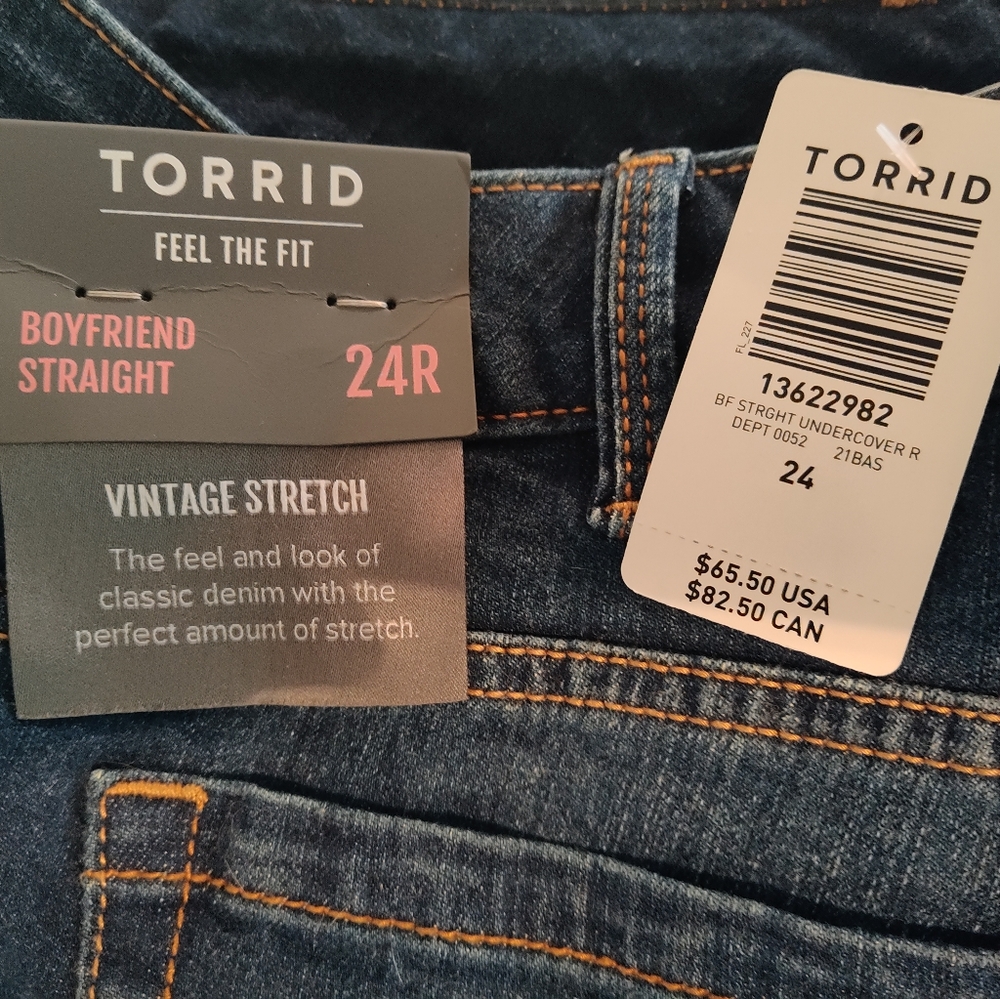 TORRID
FEEL THE FIT
BOYFRIEND
STRAIGHT
24R
VINTAGE STRETCH
The feel and look of
classic denim with the
perfect amount of stretch.
TORRID
FL_227
13622982
BF STRGHT UNDERCOVER R
DEPT 0052 21BAS
24
$65.50 USA
$82.50 CAN